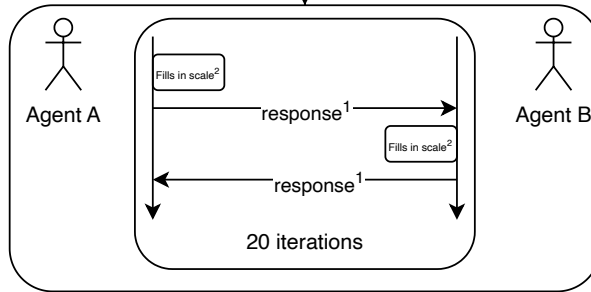 Agent A
Agent B
Fills in scale²
response¹
Fills in scale²
response¹
20 iterations